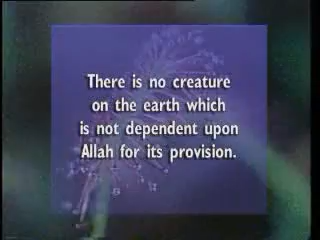 There is no creature
on the earth which
is not dependent upon
Allah for its provision.